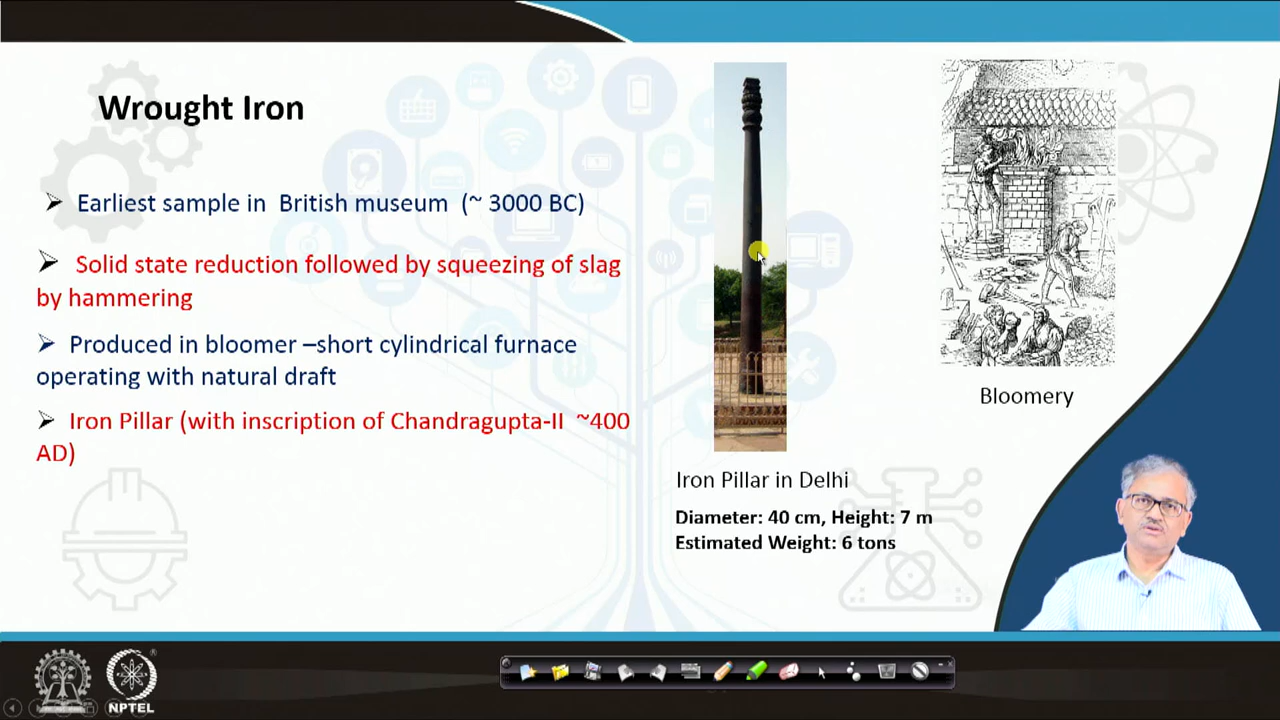 Wrought Iron
➢ Earliest sample in British museum (~ 3000 BC)
➢ Solid state reduction followed by squeezing of slag
by hammering
➢ Produced in bloomer –short cylindrical furnace
operating with natural draft
➢ Iron Pillar (with inscription of Chandragupta-II ~400
AD)
Iron Pillar in Delhi
Diameter: 40 cm, Height: 7 m
Estimated Weight: 6 tons
Bloomery
NPTEL